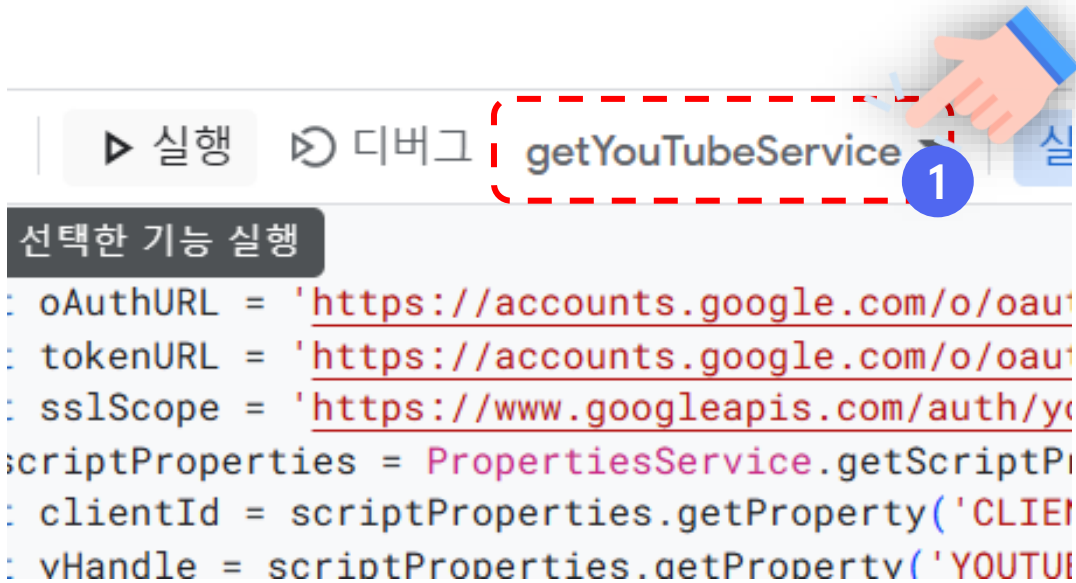 실행 디버그 getYouTubeService 1 실
선택한 기능 실행
oAuthURL = 'https://accounts.google.com/o/oaut
tokenURL = 'https://accounts.google.com/o/oaut
sslScope = 'https://www.googleapis.com/auth/yo
scriptProperties = PropertiesService.getScriptPr
clientId = scriptProperties.getProperty('CLIEN
yHandle = scriptProperties.getProperty('YOUTUB